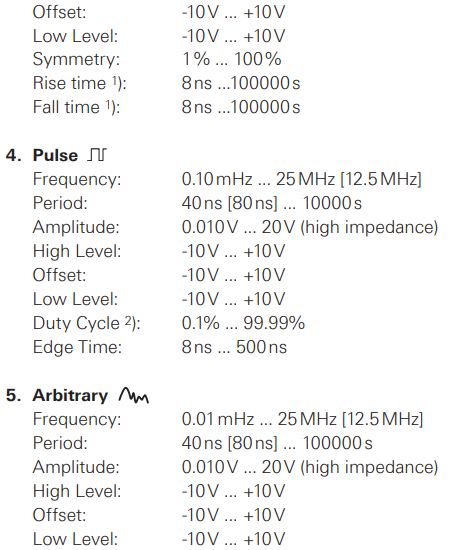 Offset: -10V ... +10V
Low Level: -10V ... +10V
Symmetry: 1% ... 100%
Rise time 1): 8ns ...100000s
Fall time 1): 8ns ...100000s
4. Pulse
Frequency: 0.10mHz ... 25MHz [12.5MHz]
Period: 40ns [80ns] ... 10000s
Amplitude: 0.010V ... 20V (high impedance)
High Level: -10V ... +10V
Offset: -10V ... +10V
Low Level: -10V ... +10V
Duty Cycle 2): 0.1% ... 99.99%
Edge Time: 8ns ... 500ns
5. Arbitrary
Frequency: 0.01mHz ... 25MHz [12.5MHz]
Period: 40ns [80ns] ... 100000s
Amplitude: 0.010V ... 20V (high impedance)
High Level: -10V ... +10V
Offset: -10V ... +10V
Low Level: -10V ... +10V